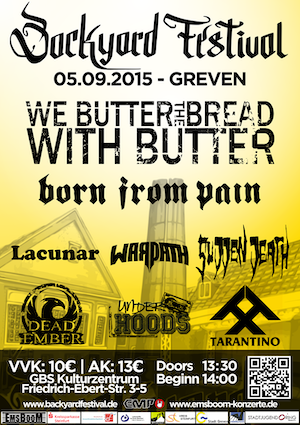 Backyard Festival
05.09.2015 - GREVEN
WE BUTTER THE BREAD
WITH BUTTER
born from pain
Lacunar WARPATH SUDDEN DEATH
DEAD EMBER
UNDER HOODS
TARANTINO
VVK: 10€ | AK: 13€
GBS Kulturzentrum
Friedrich-Ebert-Str. 3-5
Doors 13:30
Beginn 14:00
www.backyardfestival.de EMP www.emsboom-konzerte.de
EMSBOOM